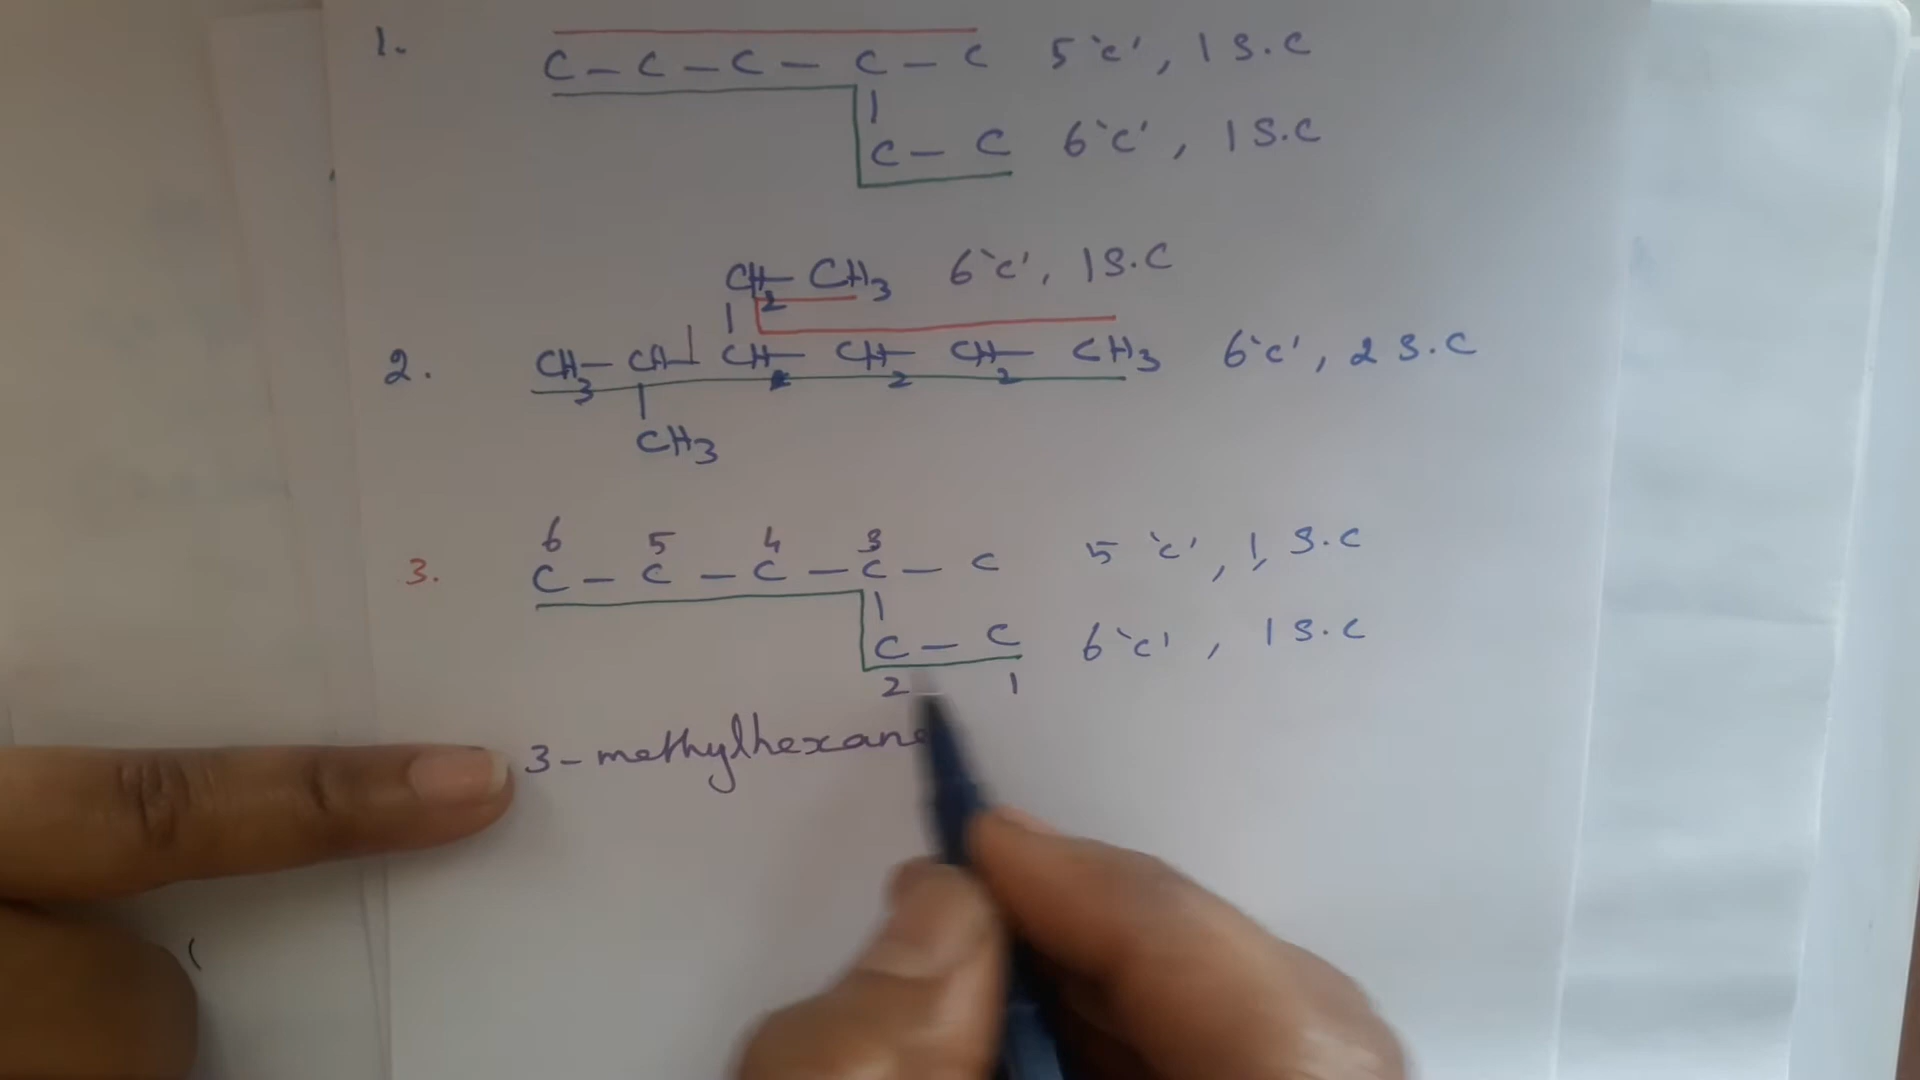 1. C - C - C - C - C 5 'c', 1 S.C
|
C - C 6 'c', 1 S.C
CH2 - CH3 6 'c', 1 S.C
|
2. CH3 - CH - CH - CH2 - CH2 - CH3 6 'c', 2 S.C
|
CH3
6 5 4 3
3. C - C - C - C - C 5 'c', 1 S.C
|
C - C 6 'c', 1 S.C
2 1
3-methylhexane